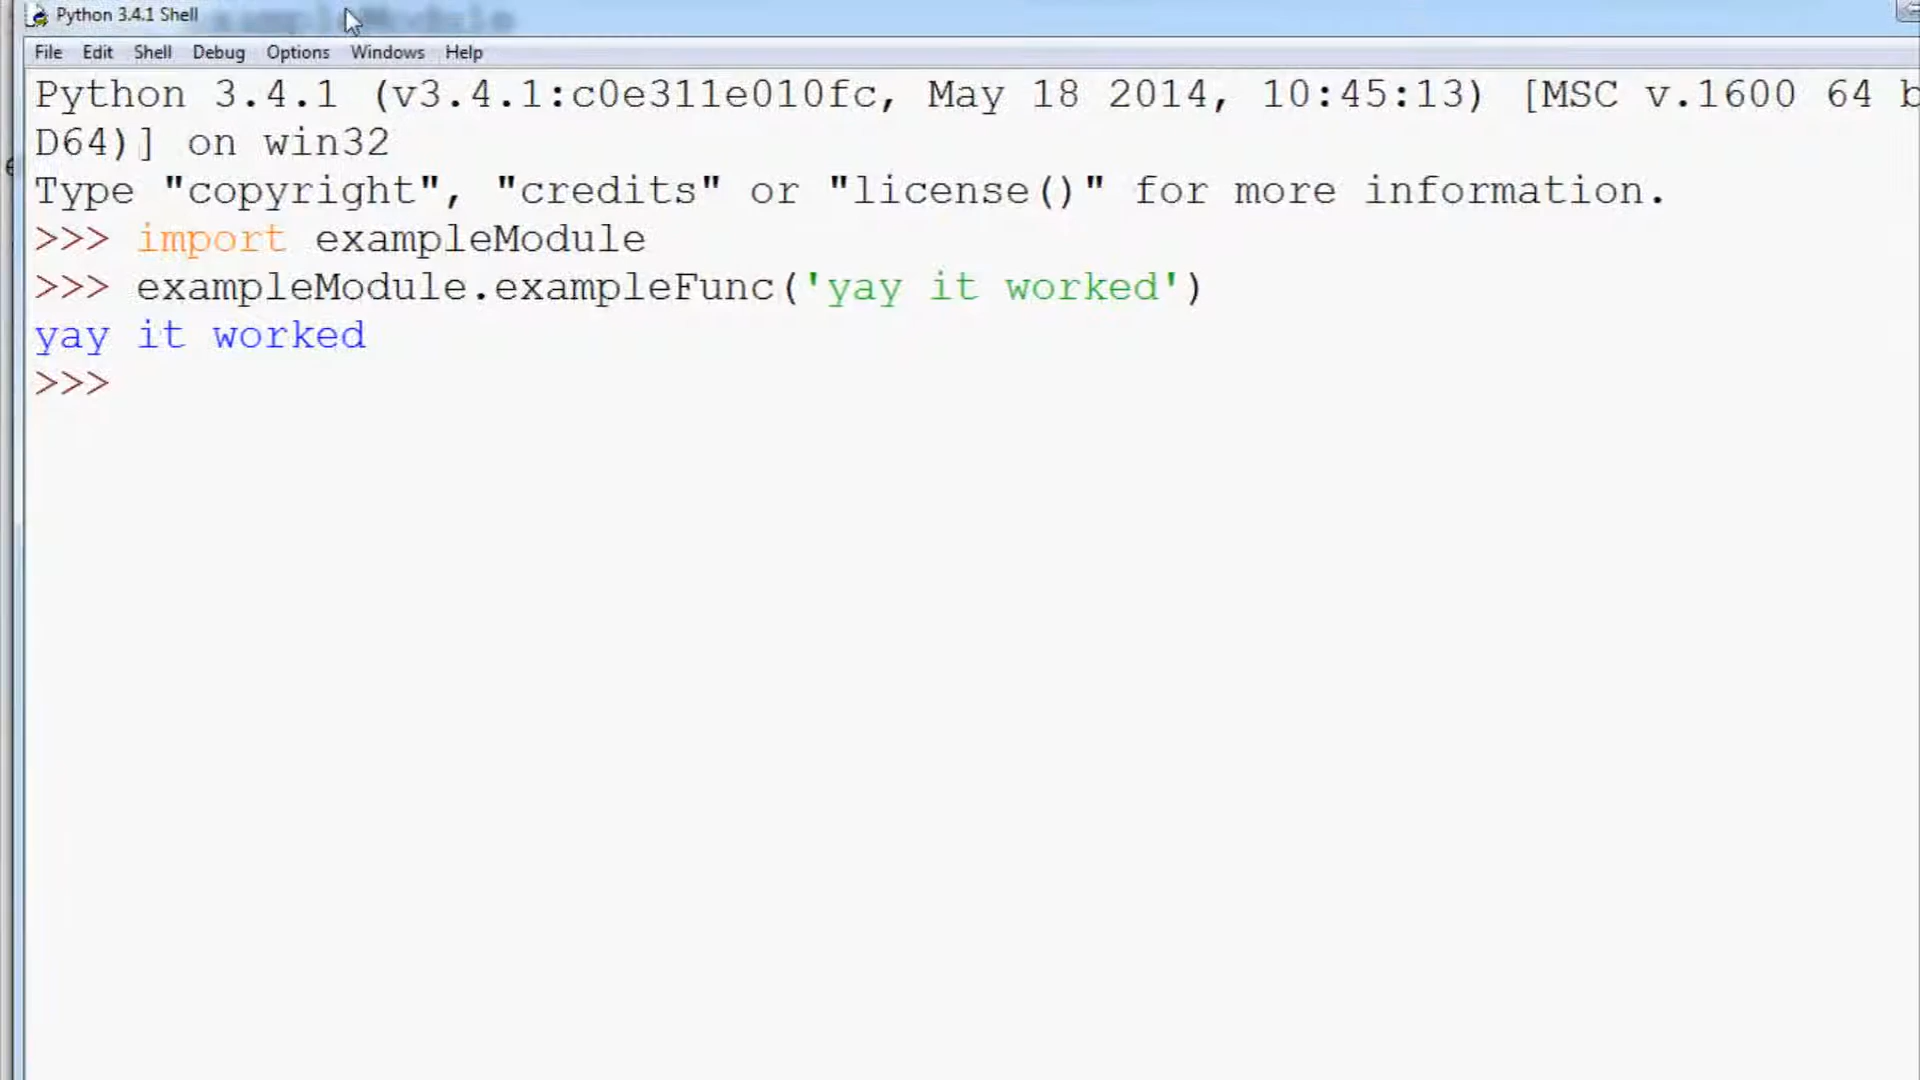 Python 3.4.1 Shell
File Edit Shell Debug Options Windows Help
Python 3.4.1 (v3.4.1:c0e311e010fc, May 18 2014, 10:45:13) [MSC v.1600 64 b
D64)] on win32
Type "copyright", "credits" or "license()" for more information.
>>> import exampleModule
>>> exampleModule.exampleFunc('yay it worked')
yay it worked
>>>